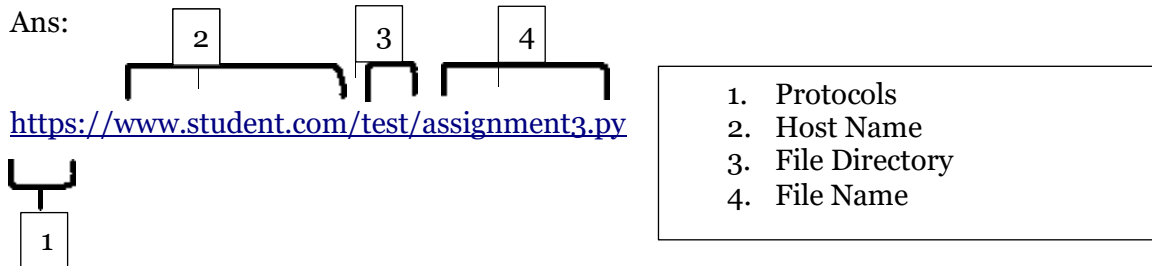 Ans:
2 3 4
https://www.student.com/test/assignment3.py
1
1. Protocols
2. Host Name
3. File Directory
4. File Name